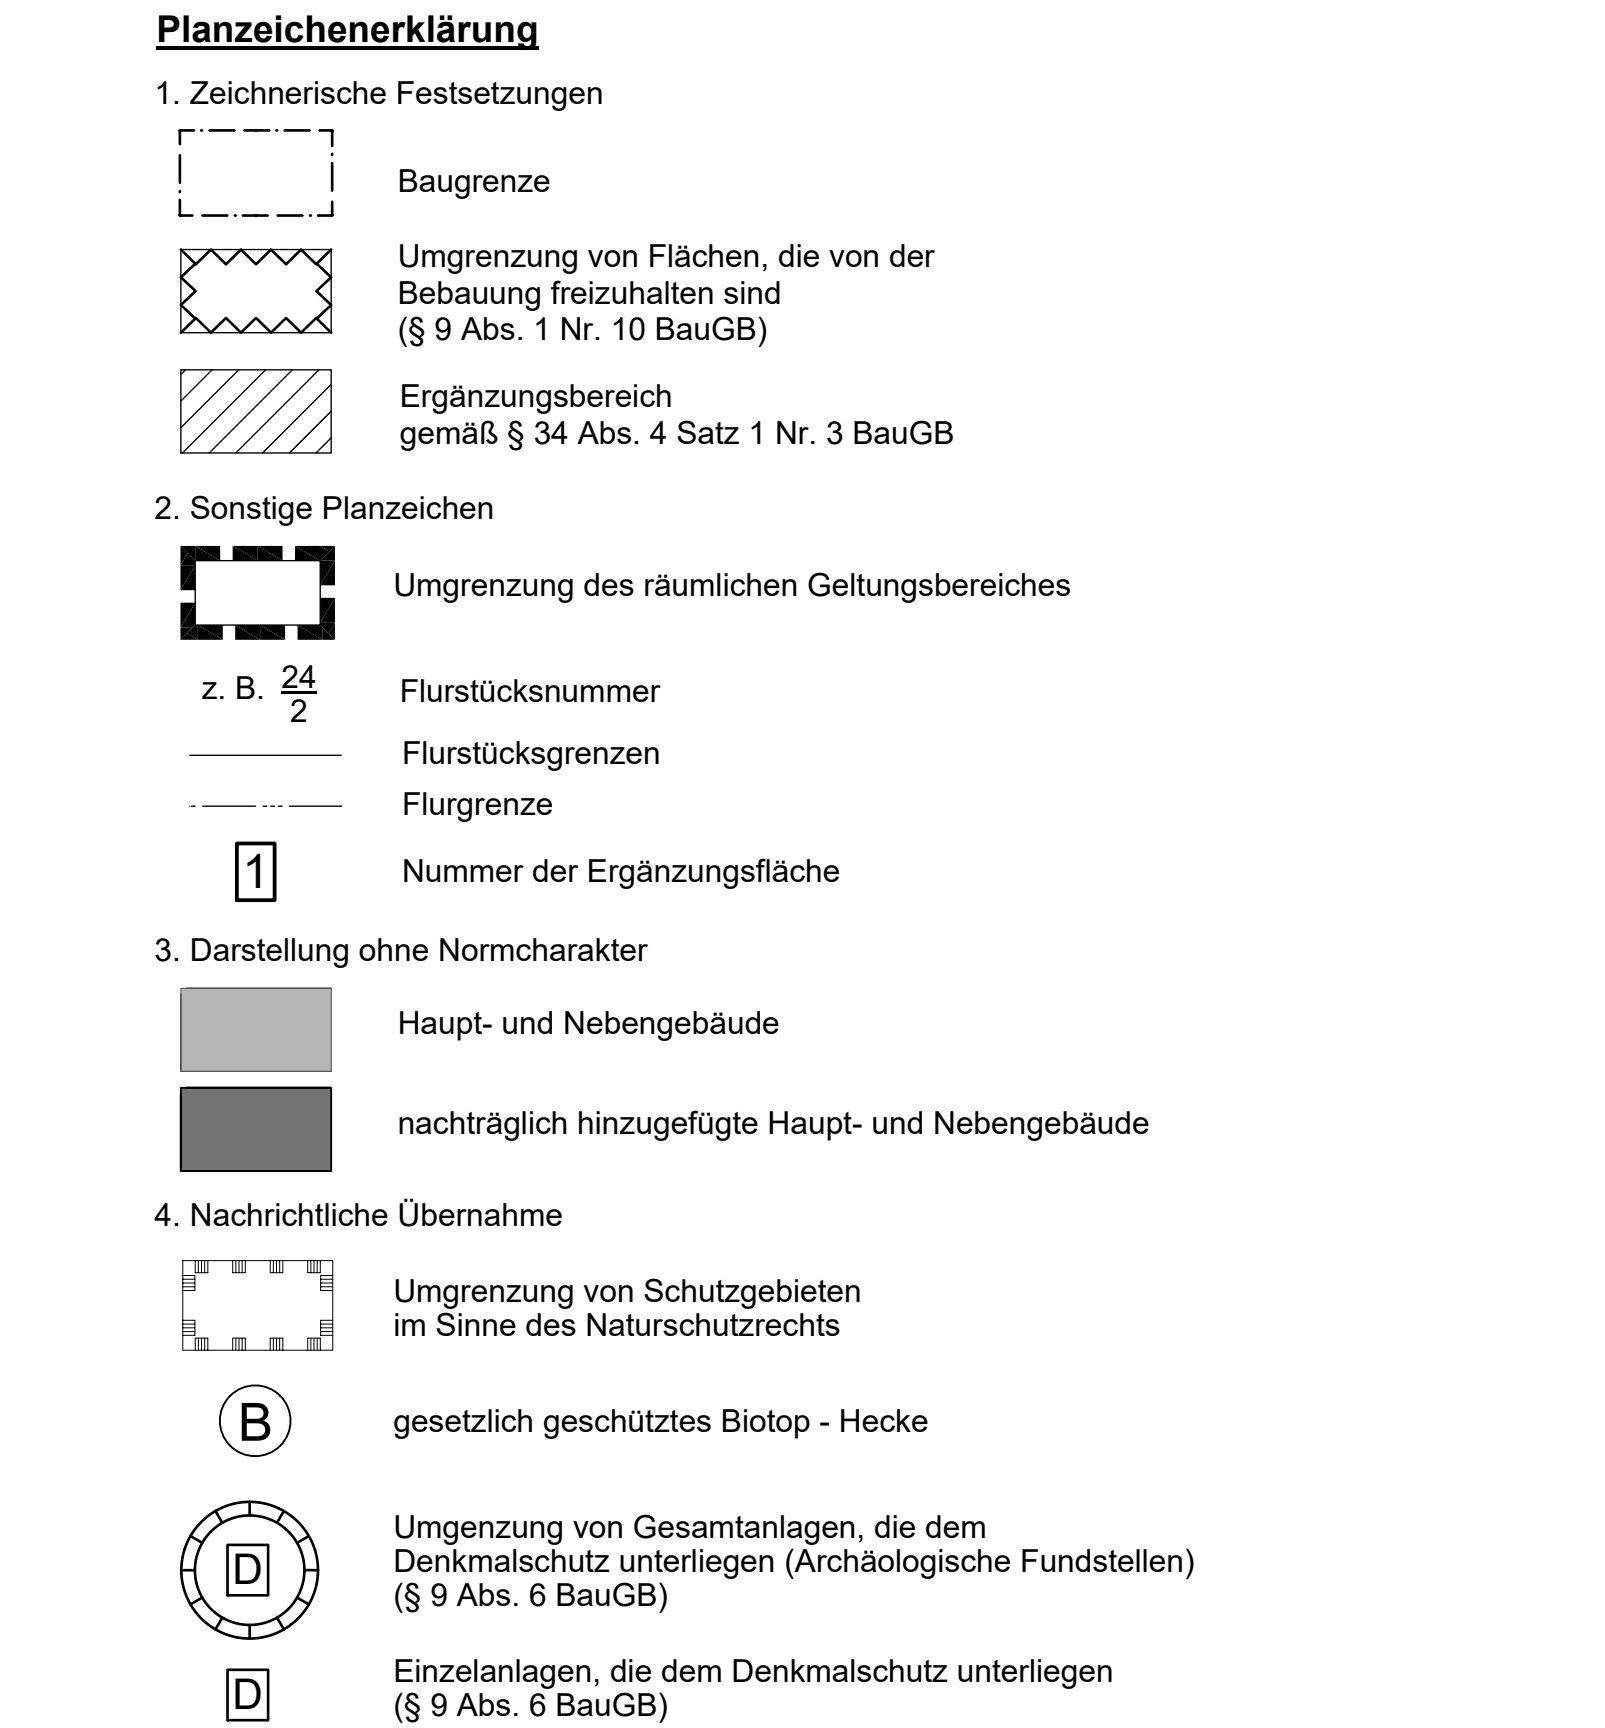 Planzeichenerklärung
1. Zeichnerische Festsetzungen
Baugrenze
Umgrenzung von Flächen, die von der
Bebauung freizuhalten sind
(§ 9 Abs. 1 Nr. 10 BauGB)
Ergänzungsbereich
gemäß § 34 Abs. 4 Satz 1 Nr. 3 BauGB
2. Sonstige Planzeichen
Umgrenzung des räumlichen Geltungsbereiches
z. B. 24/2 Flurstücksnummer
Flurstücksgrenzen
Flurgrenze
1 Nummer der Ergänzungsfläche
3. Darstellung ohne Normcharakter
Haupt- und Nebengebäude
nachträglich hinzugefügte Haupt- und Nebengebäude
4. Nachrichtliche Übernahme
Umgrenzung von Schutzgebieten
im Sinne des Naturschutzrechts
B gesetzlich geschütztes Biotop - Hecke
Umgenzung von Gesamtanlagen, die dem
D Denkmalschutz unterliegen (Archäologische Fundstellen)
(§ 9 Abs. 6 BauGB)
Einzelanlagen, die dem Denkmalschutz unterliegen
D (§ 9 Abs. 6 BauGB)